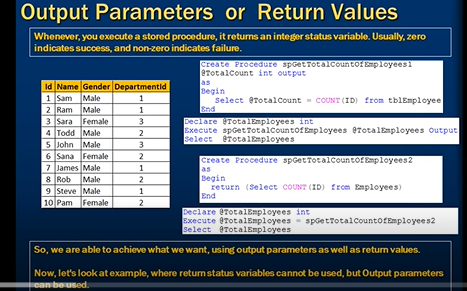 Output Parameters or Return Values
Whenever, you execute a stored procedure, it returns an integer status variable. Usually, zero
indicates success, and non-zero indicates failure.
Id Name Gender DepartmentId
1 Sam Male 1
2 Ram Male 1
3 Sara Female 3
4 Todd Male 2
5 John Male 3
6 Sana Female 2
7 James Male 1
8 Rob Male 2
9 Steve Male 1
10 Pam Female 2
Create Procedure spGetTotalCountOfEmployees1
@TotalCount int output
as
Begin
Select @TotalCount = COUNT(ID) from tblEmployee
End
Declare @TotalEmployees int
Execute spGetTotalCountOfEmployees @TotalEmployees Output
Select @TotalEmployees
Create Procedure spGetTotalCountOfEmployees2
as
Begin
return (Select COUNT(ID) from Employees)
End
Declare @TotalEmployees int
Execute @TotalEmployees = spGetTotalCountOfEmployees2
Select @TotalEmployees
So, we are able to achieve what we want, using output parameters as well as return values.
Now, let's look at example, where return status variables cannot be used, but Output parameters
can be used.